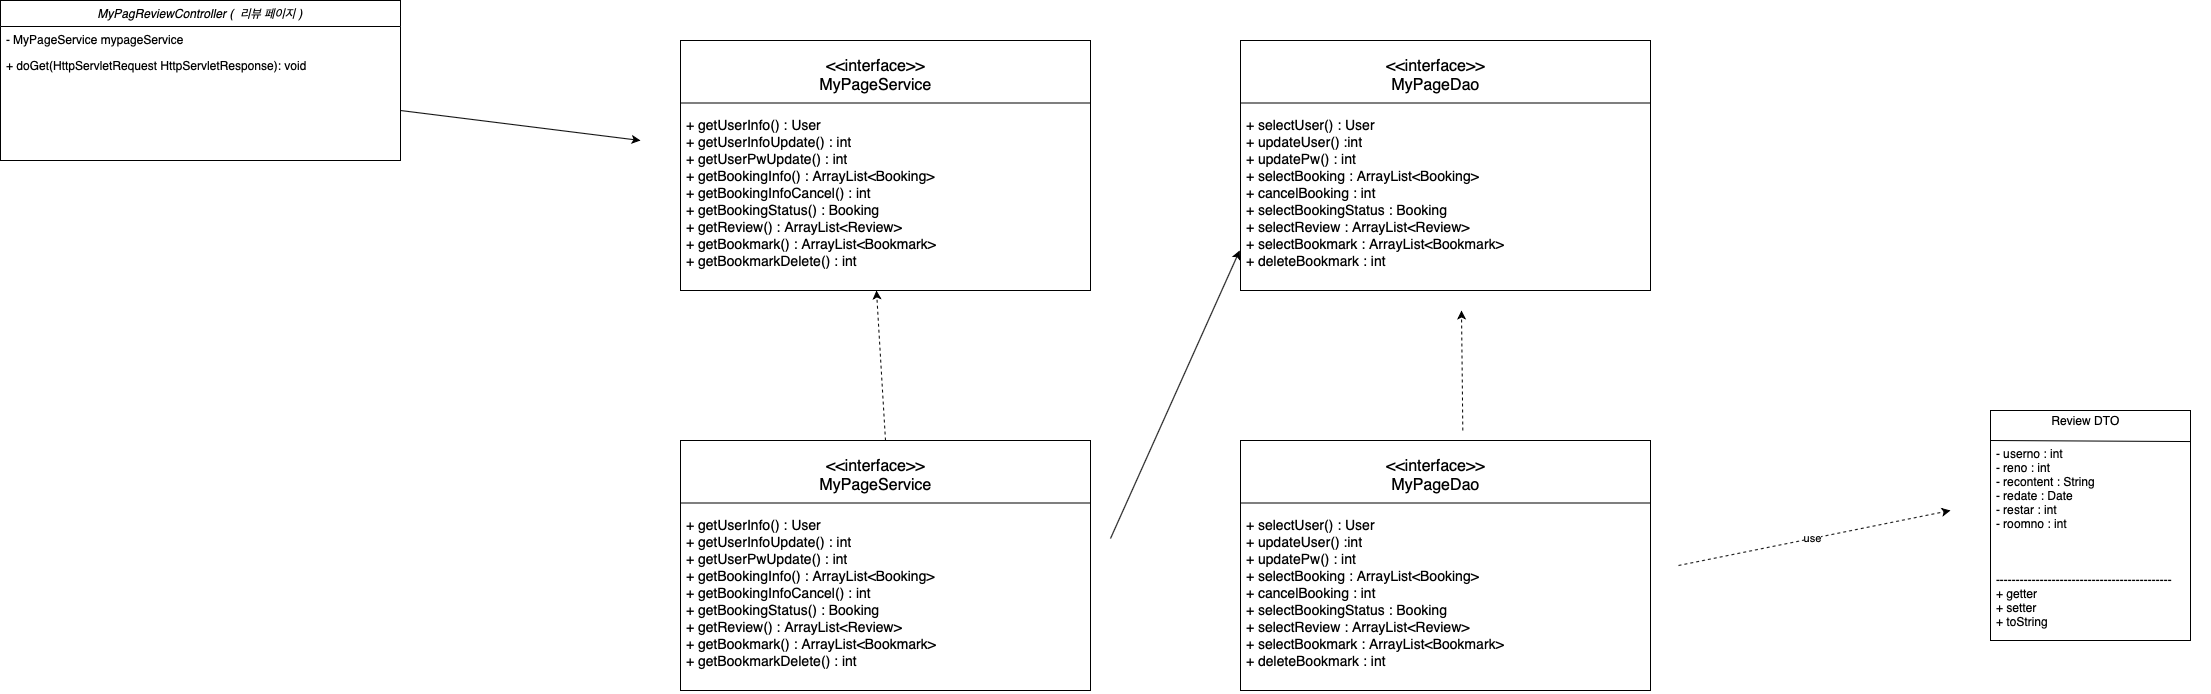 MyPagReviewController ( 리뷰 페이지 )
- MyPageService mypageService
+ doGet(HttpServletRequest HttpServletResponse): void
<<interface>>
MyPageService
+ getUserInfo() : User
+ getUserInfoUpdate() : int
+ getUserPwUpdate() : int
+ getBookingInfo() : ArrayList<Booking>
+ getBookingInfoCancel() : int
+ getBookingStatus() : Booking
+ getReview() : ArrayList<Review>
+ getBookmark() : ArrayList<Bookmark>
+ getBookmarkDelete() : int
<<interface>>
MyPageDao
+ selectUser() : User
+ updateUser() :int
+ updatePw() : int
+ selectBooking : ArrayList<Booking>
+ cancelBooking : int
+ selectBookingStatus : Booking
+ selectReview : ArrayList<Review>
+ selectBookmark : ArrayList<Bookmark>
+ deleteBookmark : int
<<interface>>
MyPageService
+ getUserInfo() : User
+ getUserInfoUpdate() : int
+ getUserPwUpdate() : int
+ getBookingInfo() : ArrayList<Booking>
+ getBookingInfoCancel() : int
+ getBookingStatus() : Booking
+ getReview() : ArrayList<Review>
+ getBookmark() : ArrayList<Bookmark>
+ getBookmarkDelete() : int
<<interface>>
MyPageDao
+ selectUser() : User
+ updateUser() :int
+ updatePw() : int
+ selectBooking : ArrayList<Booking>
+ cancelBooking : int
+ selectBookingStatus : Booking
+ selectReview : ArrayList<Review>
+ selectBookmark : ArrayList<Bookmark>
+ deleteBookmark : int
use
Review DTO
- userno : int
- reno : int
- recontent : String
- redate : Date
- restar : int
- roomno : int
--------------------------------------------
+ getter
+ setter
+ toString